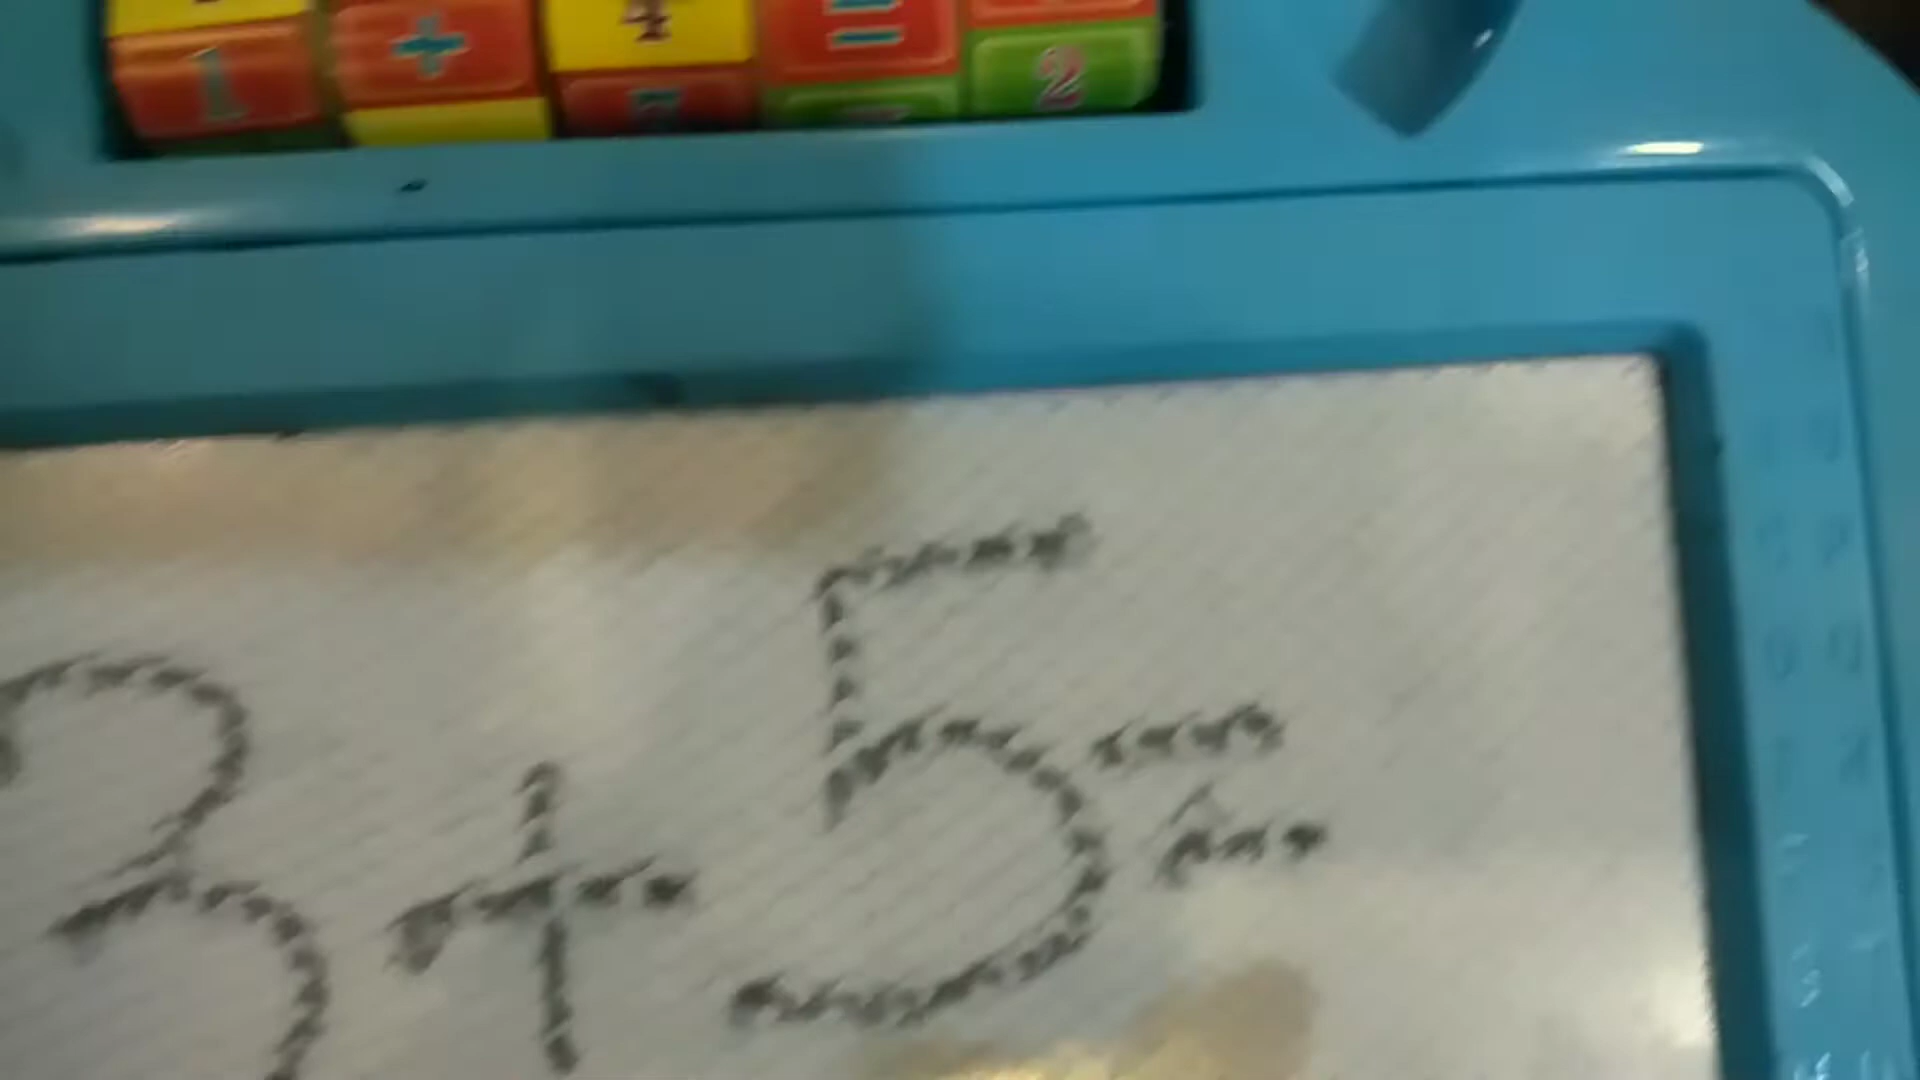 1 + 4 = 2
3+5=